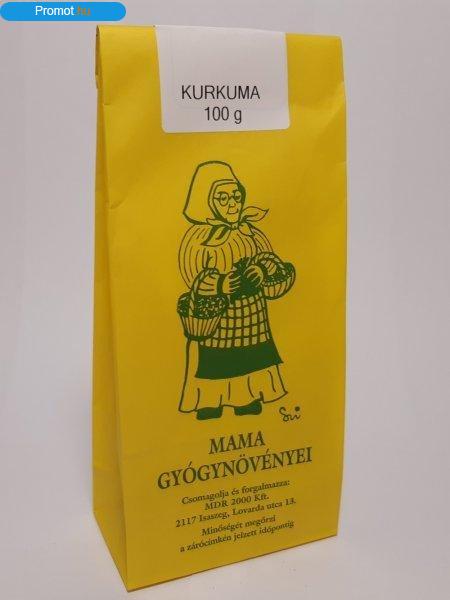 Promot.hu
KURKUMA
100 g
MAMA
GYÓGYNÖVÉNYEI
Csomagolja és forgalmazza:
MDR 2000 Kft.
2117 Isaszeg, Lovarda utca 13.
Minőségét megőrzi
a zárócímkén jelzett időpontig